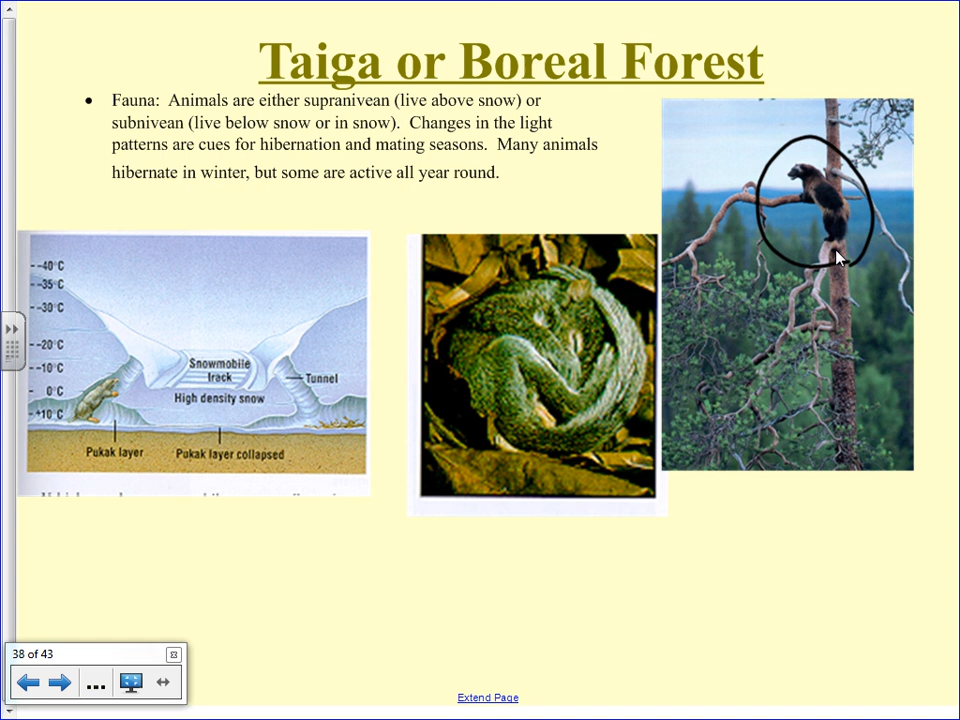 Taiga or Boreal Forest
• Fauna: Animals are either supranivean (live above snow) or
subnivean (live below snow or in snow). Changes in the light
patterns are cues for hibernation and mating seasons. Many animals
hibernate in winter, but some are active all year round.
-40°C
-35°C
-30°C
-20°C
-10°C
0°C
+10°C
Snowmobile
track
Tunnel
High density snow
Pukak layer
Pukak layer collapsed
38 of 43
...
Extend Page